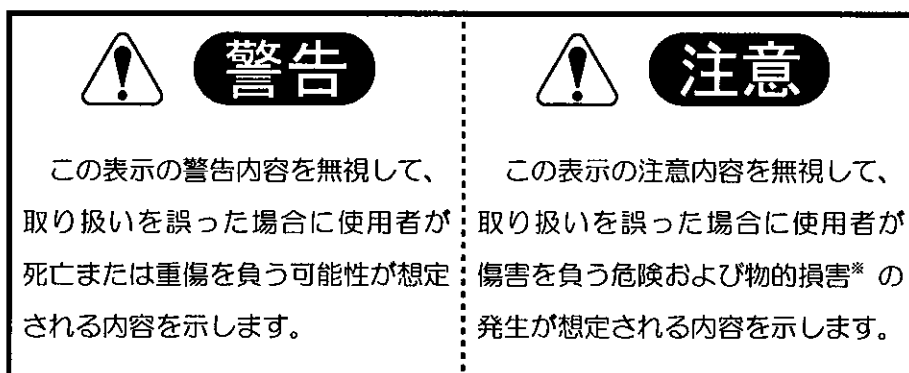 警告
この表示の警告内容を無視して、
取り扱いを誤った場合に使用者が
死亡または重傷を負う可能性が想定
される内容を示します。
注意
この表示の注意内容を無視して、
取り扱いを誤った場合に使用者が
傷害を負う危険および物的損害※の
発生が想定される内容を示します。